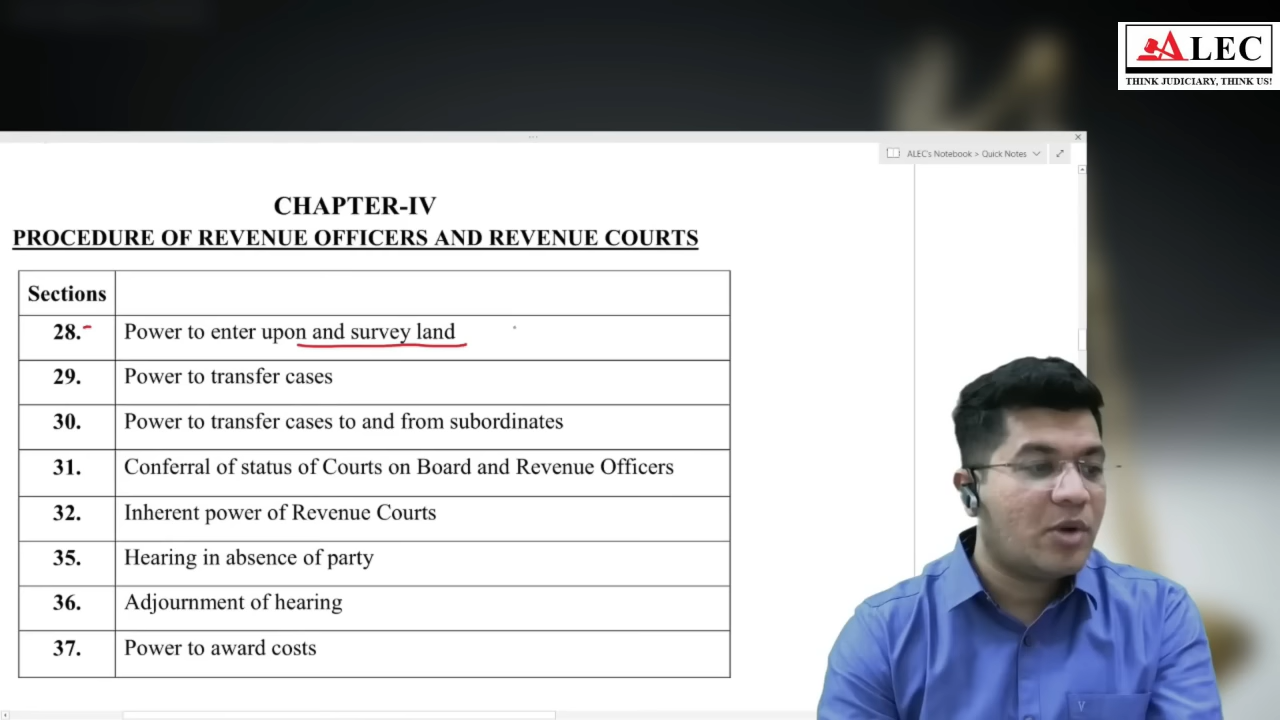 ALEC
THINK JUDICIARY, THINK US!
ALEC's Notebook > Quick Notes
CHAPTER-IV
PROCEDURE OF REVENUE OFFICERS AND REVENUE COURTS
Sections
28. Power to enter upon and survey land
29. Power to transfer cases
30. Power to transfer cases to and from subordinates
31. Conferral of status of Courts on Board and Revenue Officers
32. Inherent power of Revenue Courts
35. Hearing in absence of party
36. Adjournment of hearing
37. Power to award costs